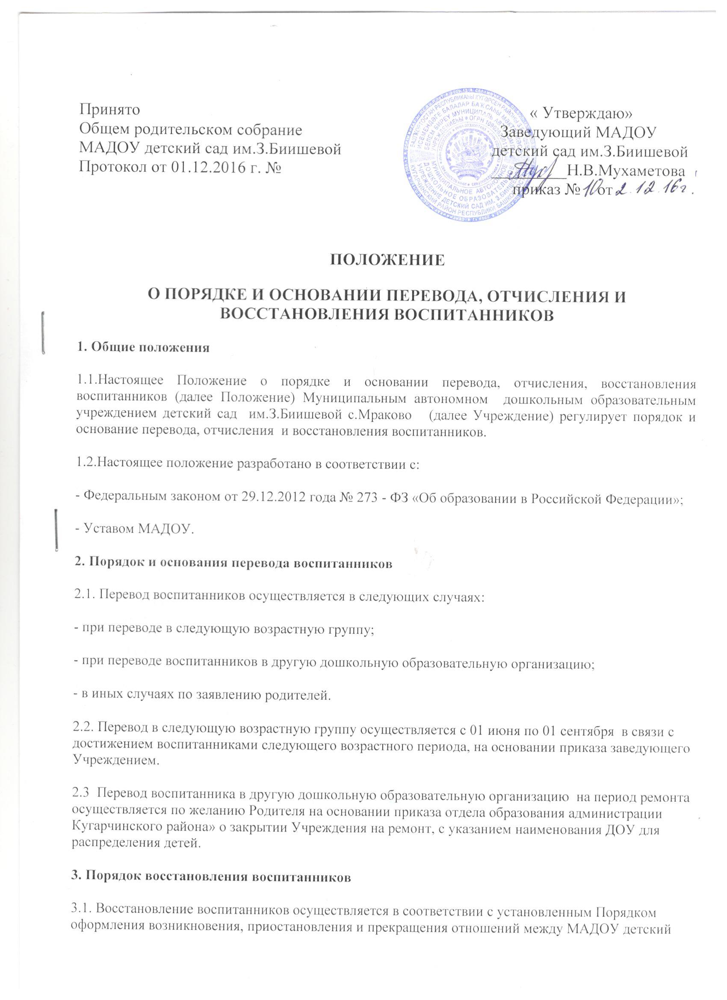 Принято
Общем родительском собрание
МАДОУ детский сад им.З.Биишевой
Протокол от 01.12.2016 г. №
« Утверждаю»
Заведующий МАДОУ
детский сад им.З.Биишевой
Н.В.Мухаметова
приказ № 10 от 2.12.16г.
ПОЛОЖЕНИЕ
О ПОРЯДКЕ И ОСНОВАНИИ ПЕРЕВОДА, ОТЧИСЛЕНИЯ И
ВОССТАНОВЛЕНИЯ ВОСПИТАННИКОВ
1. Общие положения
1.1.Настоящее Положение о порядке и основании перевода, отчисления, восстановления
воспитанников (далее Положение) Муниципальным автономном дошкольным образовательным
учреждением детский сад им.З.Биишевой с.Мраково (далее Учреждение) регулирует порядок и
основание перевода, отчисления и восстановления воспитанников.
1.2.Настоящее положение разработано в соответствии с:
- Федеральным законом от 29.12.2012 года № 273 - ФЗ «Об образовании в Российской Федерации»;
- Уставом МАДОУ.
2. Порядок и основания перевода воспитанников
2.1. Перевод воспитанников осуществляется в следующих случаях:
- при переводе в следующую возрастную группу;
- при переводе воспитанников в другую дошкольную образовательную организацию;
- в иных случаях по заявлению родителей.
2.2. Перевод в следующую возрастную группу осуществляется с 01 июня по 01 сентября в связи с
достижением воспитанниками следующего возрастного периода, на основании приказа заведующего
Учреждением.
2.3 Перевод воспитанника в другую дошкольную образовательную организацию на период ремонта
осуществляется по желанию Родителя на основании приказа отдела образования администрации
Кугарчинского района» о закрытии Учреждения на ремонт, с указанием наименования ДОУ для
распределения детей.
3. Порядок восстановления воспитанников
3.1. Восстановление воспитанников осуществляется в соответствии с установленным Порядком
оформления возникновения, приостановления и прекращения отношений между МАДОУ детский